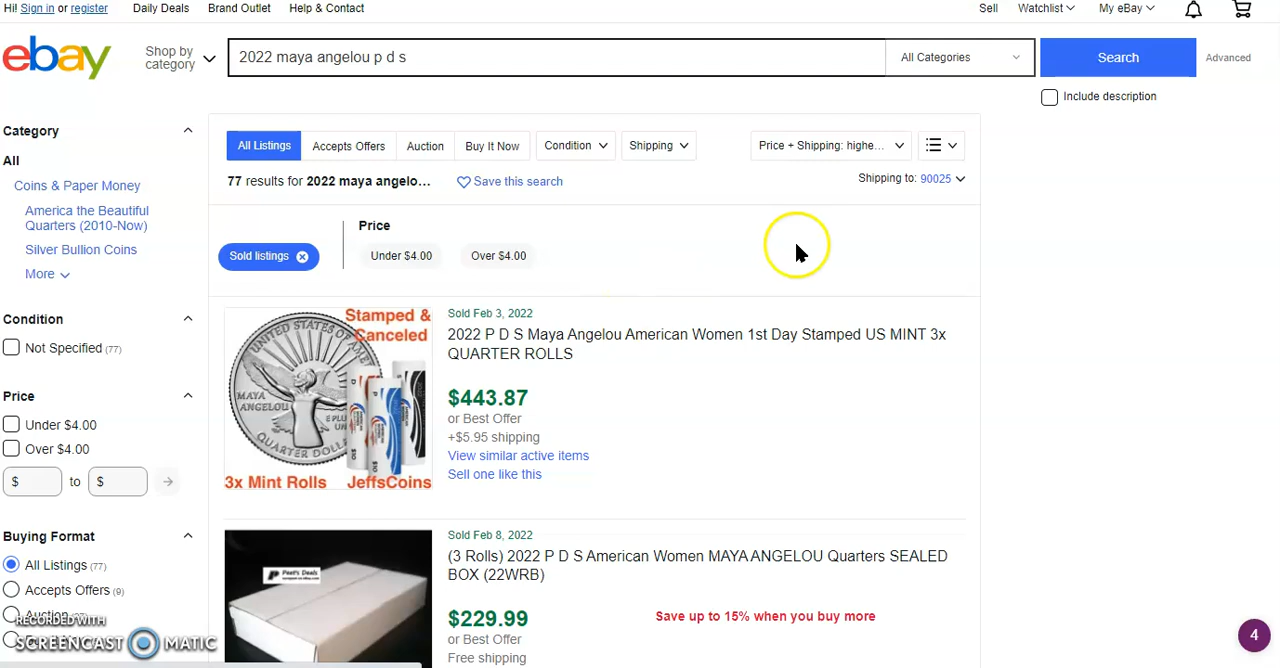 Hi! Sign in or register
Daily Deals
Brand Outlet
Help & Contact
Sell
Watchlist
My eBay
ebay
Shop by
category
2022 maya angelou p d s
All Categories
Search
Advanced
Include description
Category
All
Coins & Paper Money
America the Beautiful
Quarters (2010-Now)
Silver Bullion Coins
More
Condition
Not Specified (77)
Price
Under $4.00
Over $4.00
$ to $
Buying Format
All Listings (77)
Accepts Offers (9)
Auction
RECORDED WITH
SCREENCAST MATIC
All Listings
Accepts Offers
Auction
Buy It Now
Condition
Shipping
Price + Shipping: highe...
77 results for 2022 maya angelo...
Save this search
Shipping to: 90025
Sold listings
Price
Under $4.00
Over $4.00
Stamped &
Canceled
UNITED STATES OF AMERICA
MAYA
ANGELOU
QUARTER DOLLAR
3x Mint Rolls JeffsCoins
Sold Feb 3, 2022
2022 P D S Maya Angelou American Women 1st Day Stamped US MINT 3x
QUARTER ROLLS
$443.87
or Best Offer
+$5.95 shipping
View similar active items
Sell one like this
Peet's Deals
Sold Feb 8, 2022
(3 Rolls) 2022 P D S American Women MAYA ANGELOU Quarters SEALED
BOX (22WRB)
$229.99
or Best Offer
Free shipping
Save up to 15% when you buy more
4